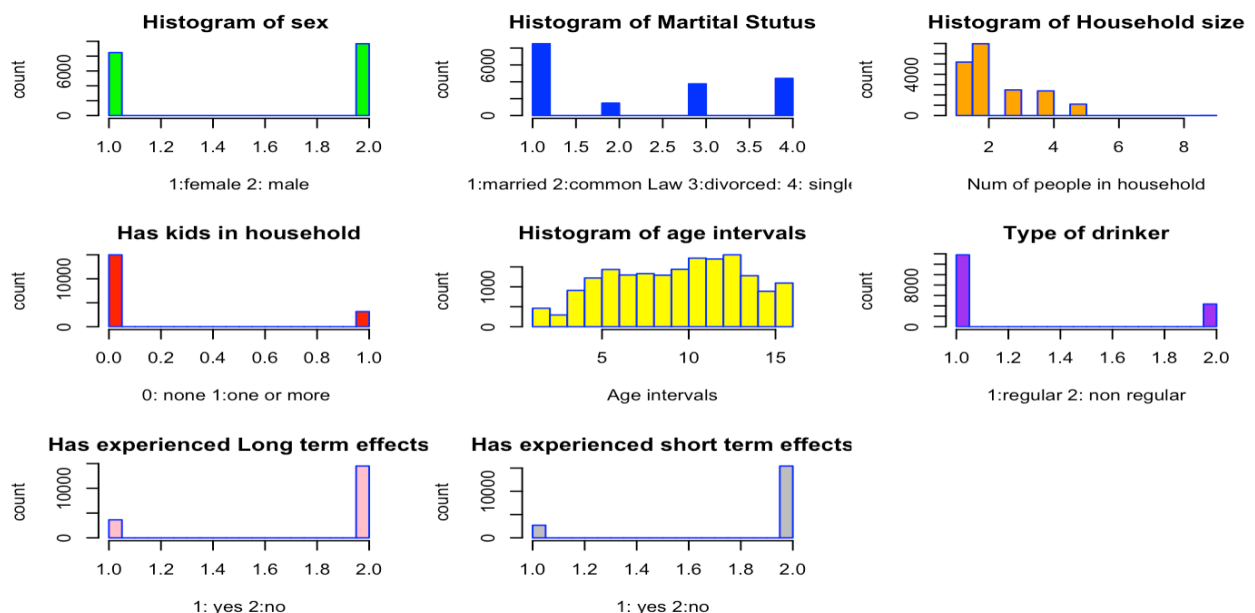 Histogram of sex
count
0
6000
1.0 1.2 1.4 1.6 1.8 2.0
1:female 2: male
Histogram of Martital Stutus
count
0
6000
1.0 1.5 2.0 2.5 3.0 3.5 4.0
1:married 2:common Law 3:divorced: 4: single
Histogram of Household size
count
0
4000
2 4 6 8
Num of people in household
Has kids in household
count
0
1000
0.0 0.2 0.4 0.6 0.8 1.0
0: none 1:one or more
Histogram of age intervals
count
0
1000
5 10 15
Age intervals
Type of drinker
count
0
8000
1.0 1.2 1.4 1.6 1.8 2.0
1:regular 2: non regular
Has experienced Long term effects
count
0
10000
1.0 1.2 1.4 1.6 1.8 2.0
1: yes 2:no
Has experienced short term effects
count
0
10000
1.0 1.2 1.4 1.6 1.8 2.0
1: yes 2:no